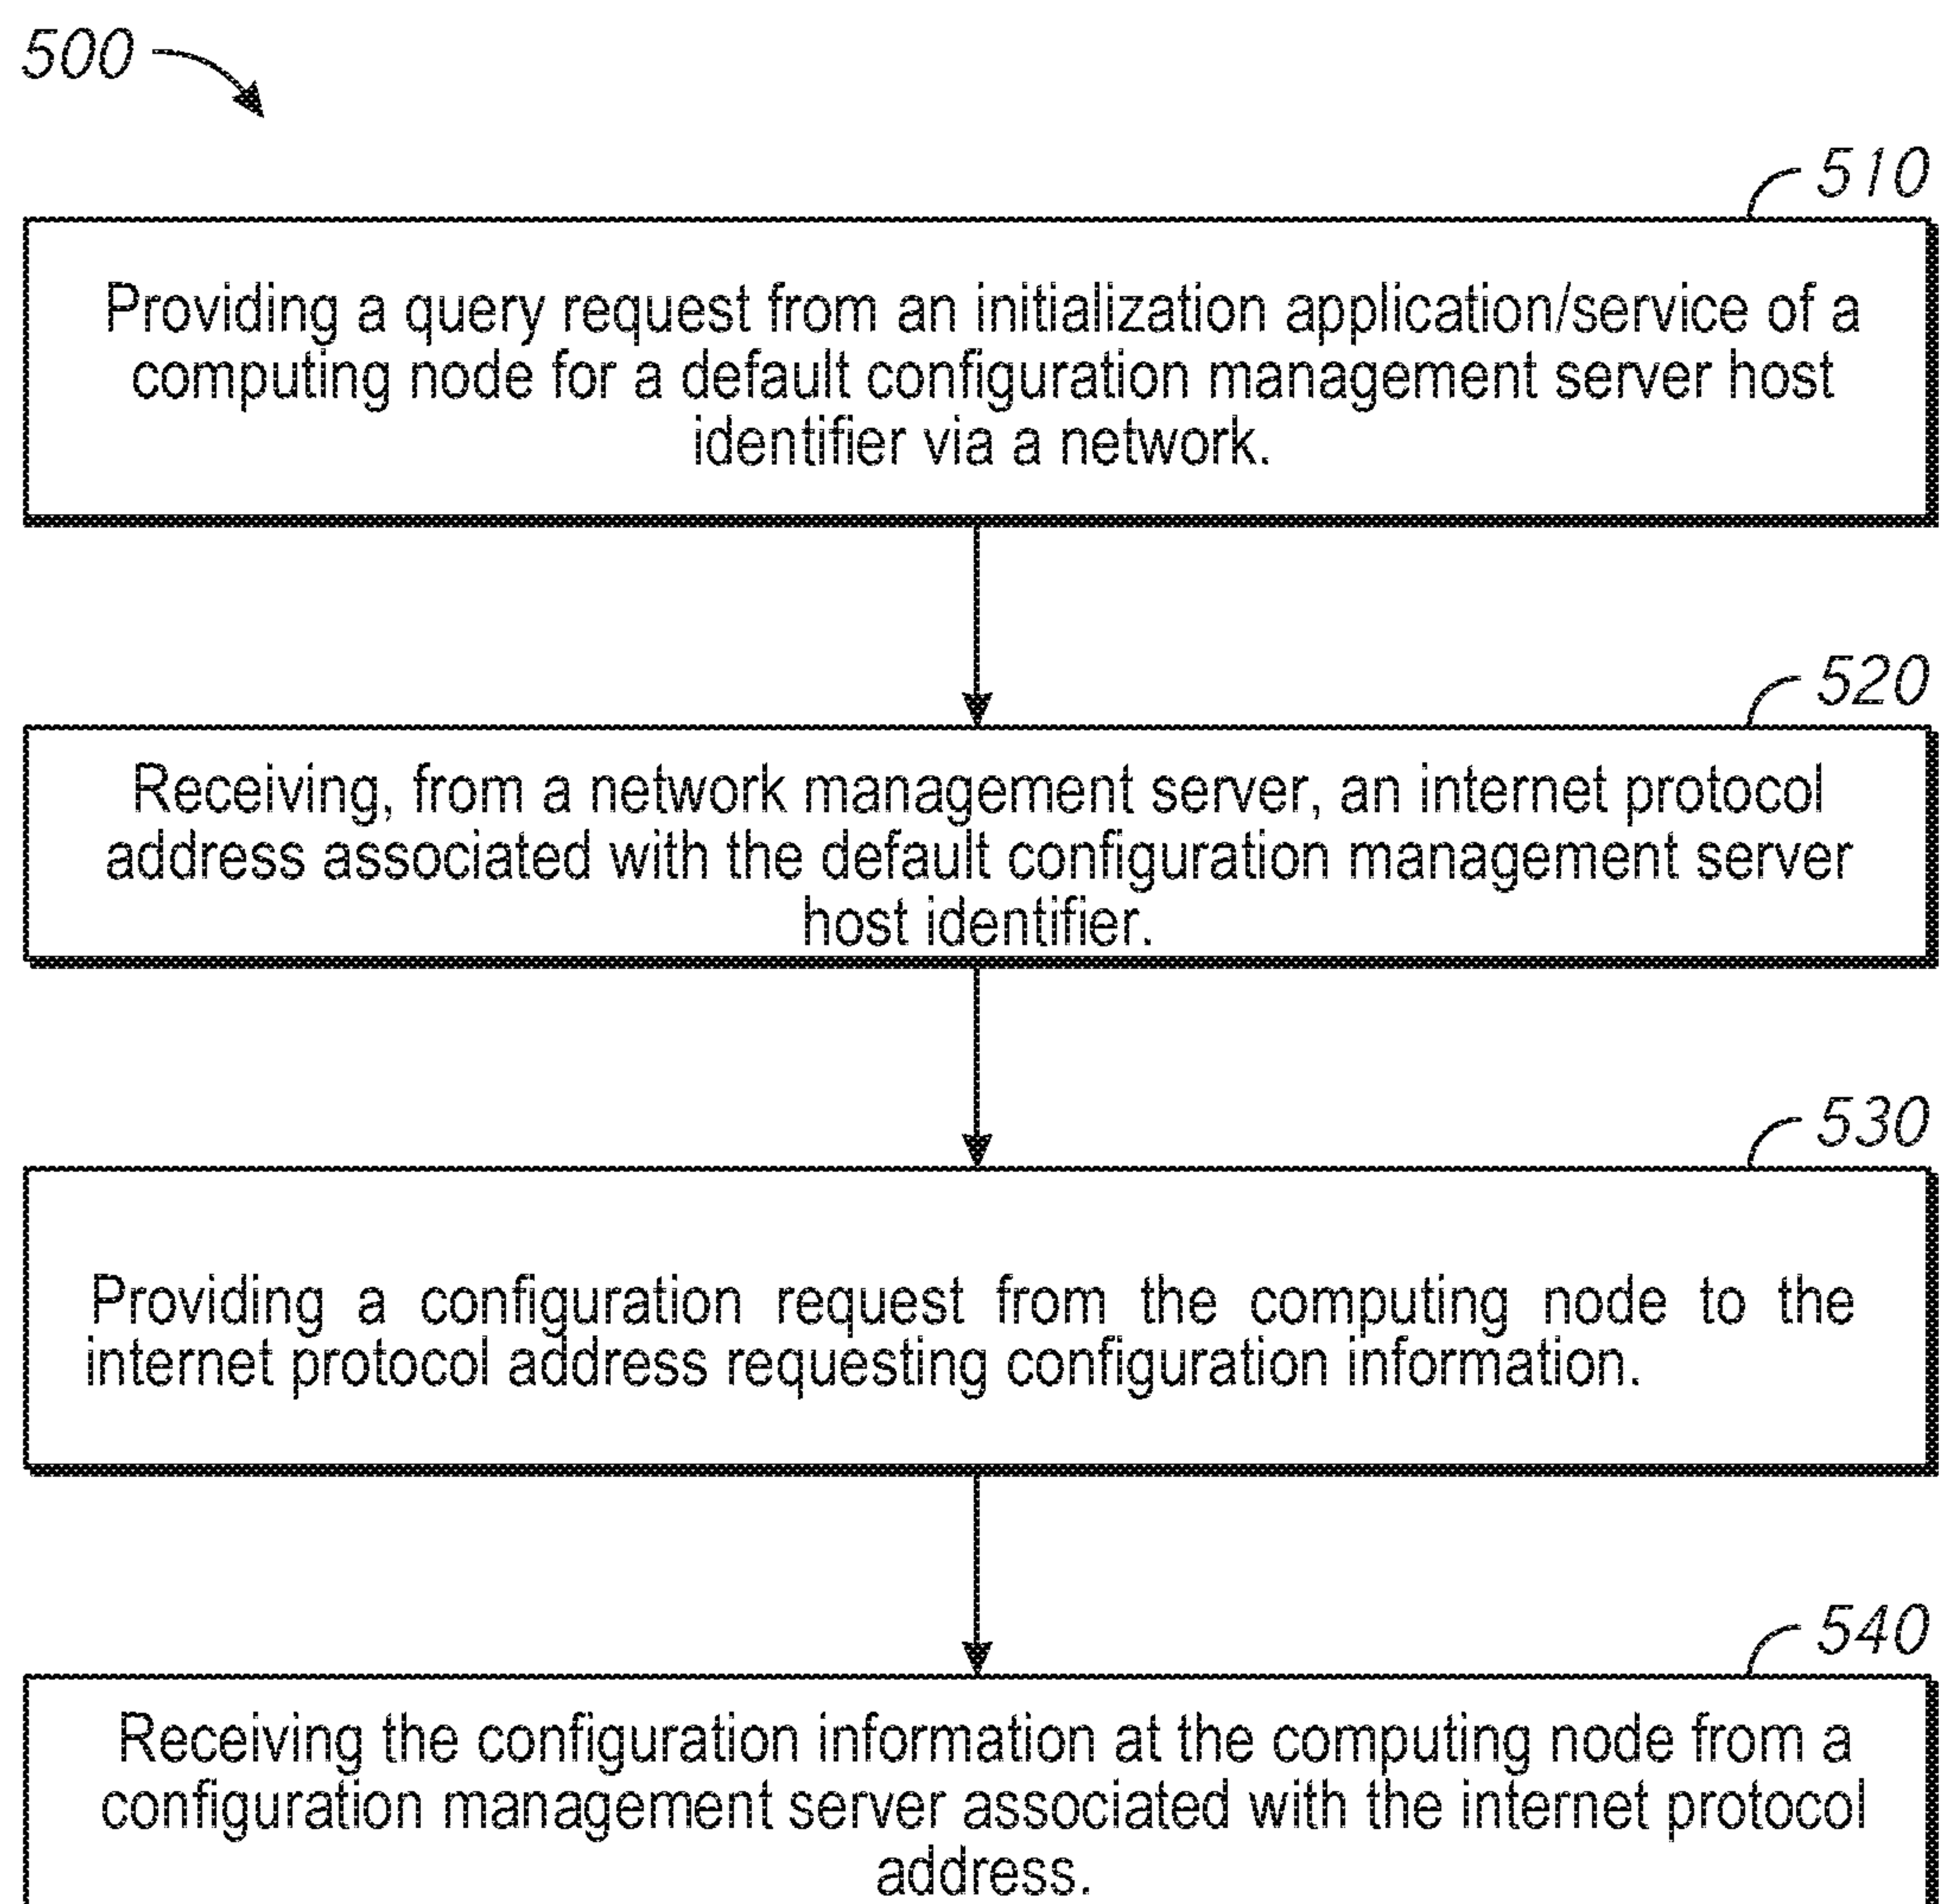 500
510
Providing a query request from an initialization application/service of a
computing node for a default configuration management server host
identifier via a network.
520
Receiving, from a network management server, an internet protocol
address associated with the default configuration management server
host identifier.
530
Providing a configuration request from the computing node to the
internet protocol address requesting configuration information.
540
Receiving the configuration information at the computing node from a
configuration management server associated with the internet protocol
address.